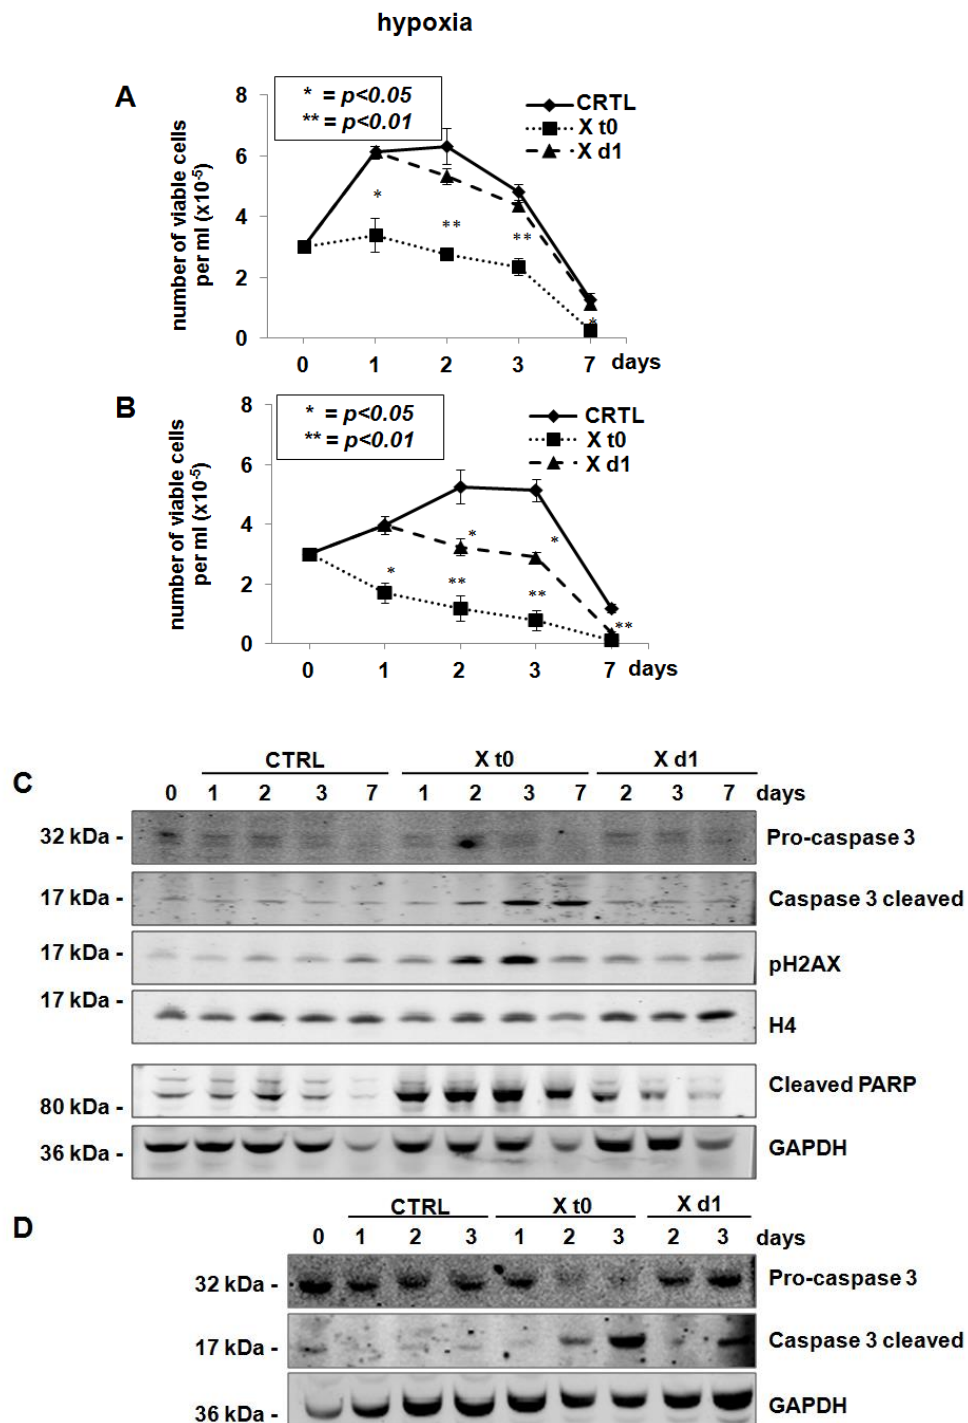 hypoxia
A
* = p<0.05
** = p<0.01
CRTL
X t0
X d1
number of viable cells
per ml (x10⁻⁵)
8
6
4
2
0
*
**
**
*
0 1 2 3 7 days
B
* = p<0.05
** = p<0.01
CRTL
X t0
X d1
number of viable cells
per ml (x10⁻⁵)
8
6
4
2
0
*
*
*
**
**
**
0 1 2 3 7 days
C
CTRL X t0 X d1
0 1 2 3 7 1 2 3 7 2 3 7 days
32 kDa - Pro-caspase 3
17 kDa - Caspase 3 cleaved
17 kDa - pH2AX
17 kDa - H4
80 kDa - Cleaved PARP
36 kDa - GAPDH
D
CTRL X t0 X d1
0 1 2 3 1 2 3 2 3 days
32 kDa - Pro-caspase 3
17 kDa - Caspase 3 cleaved
36 kDa - GAPDH